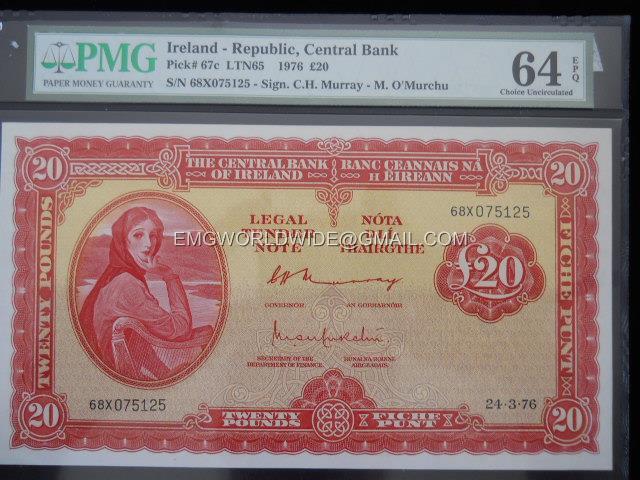 PMG
PAPER MONEY GUARANTY
Ireland - Republic, Central Bank
Pick# 67c LTN65 1976 £20
S/N 68X075125 - Sign. C.H. Murray - M. O'Murchu
64 EPQ
Choice Uncirculated
20
20
THE CENTRAL BANK OF IRELAND
BANC CEANNAIS NA H ÉIREANN
68X075125
LEGAL TENDER NOTE
NÓTA DLÍ THAIRGTHE
EMGWORLDWIDE@GMAIL.COM
£20
TWENTY POUNDS
FICHE PUNT
C H Murray
GOVERNOR.
AN GOBHARNÓIR
SECRETARY OF THE DEPARTMENT OF FINANCE.
RÚNAÍ NA ROINNE AIRGEADAIS.
68X075125
24·3·76
20
TWENTY POUNDS
FICHE PUNT
20